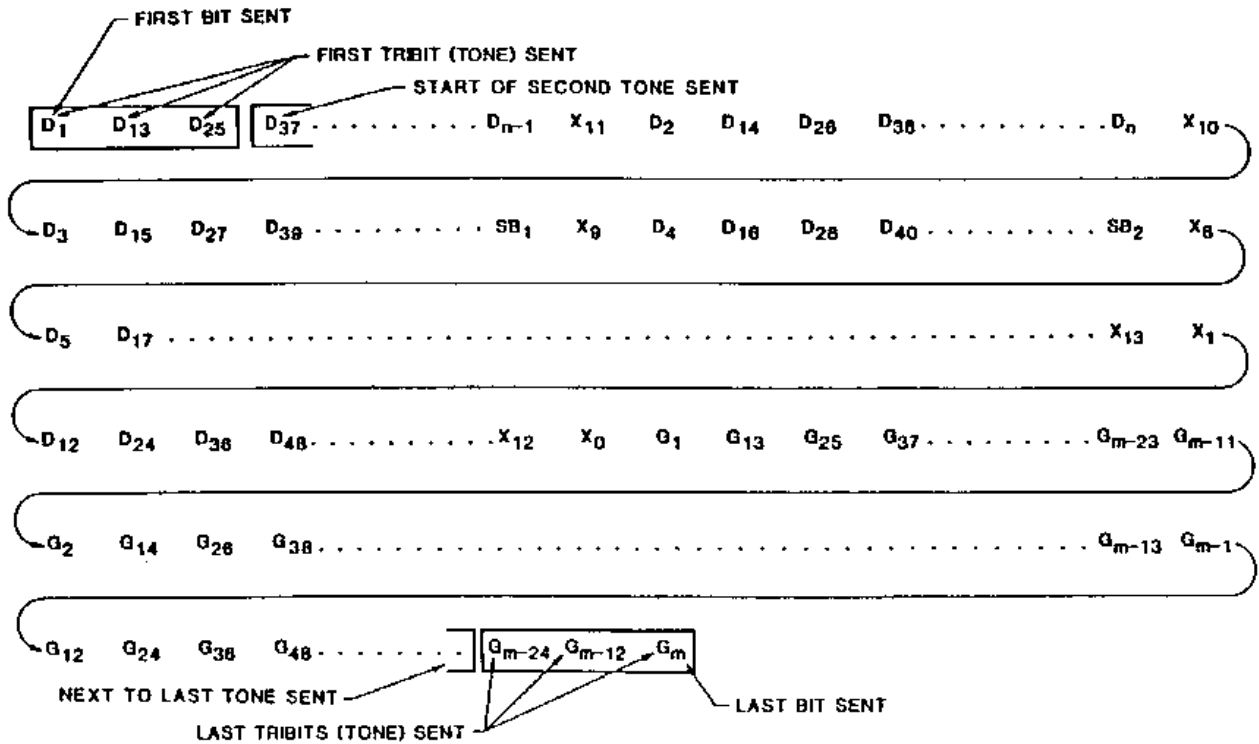 FIRST BIT SENT
FIRST TRIBIT (TONE) SENT
START OF SECOND TONE SENT
D₁ D₁₃ D₂₅ D₃₇ . . . . . . . . . . Dₙ₋₁ X₁₁ D₂ D₁₄ D₂₆ D₃₈ . . . . . . . . . . Dₙ X₁₀
D₃ D₁₅ D₂₇ D₃₉ . . . . . . . . . . SB₁ X₉ D₄ D₁₆ D₂₈ D₄₀ . . . . . . . . . . SB₂ X₈
D₅ D₁₇ . . . . . . . . . . . . . . . . . . . . X₁₃ X₁
D₁₂ D₂₄ D₃₆ D₄₈ . . . . . . . . . . X₁₂ X₀ G₁ G₁₃ G₂₅ G₃₇ . . . . . . . . . . Gₘ₋₂₃ Gₘ₋₁₁
G₂ G₁₄ G₂₆ G₃₈ . . . . . . . . . . . . . . . . . . . . Gₘ₋₁₃ Gₘ₋₁
G₁₂ G₂₄ G₃₆ G₄₈ . . . . . . . . Gₘ₋₂₄ Gₘ₋₁₂ Gₘ
NEXT TO LAST TONE SENT
LAST BIT SENT
LAST TRIBITS (TONE) SENT